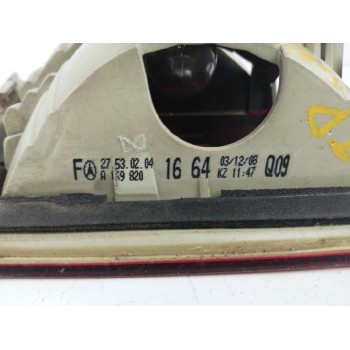 F 27.53.02.04 16 64 03/12/08 Q09
A 169 820 KZ 11:47